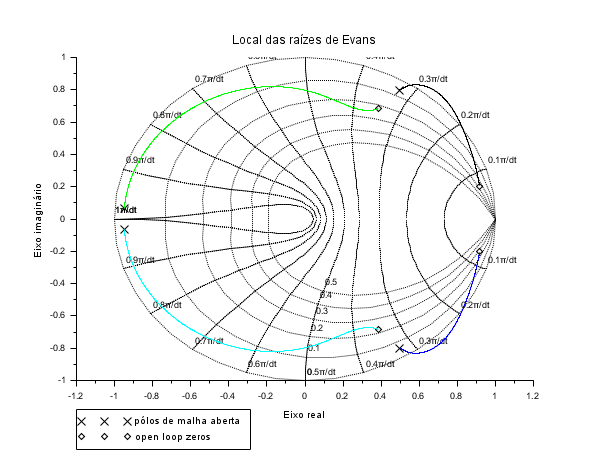 Local das raízes de Evans
1
0.8
0.6
0.4
0.2
0
-0.2
-0.4
-0.6
-0.8
-1
Eixo imaginário
0.7π/dt
0.8π/dt
0.9π/dt
1π/dt
0.9π/dt
0.8π/dt
0.7π/dt
0.6π/dt
0.5π/dt
0.4π/dt
0.3π/dt
0.2π/dt
0.1π/dt
0.1π/dt
0.2π/dt
0.3π/dt
0.4π/dt
0.5
0.4
0.3
0.2
0.1
-1.2 -1 -0.8 -0.6 -0.4 -0.2 0 0.2 0.4 0.6 0.8 1 1.2
Eixo real
pólos de malha aberta
open loop zeros